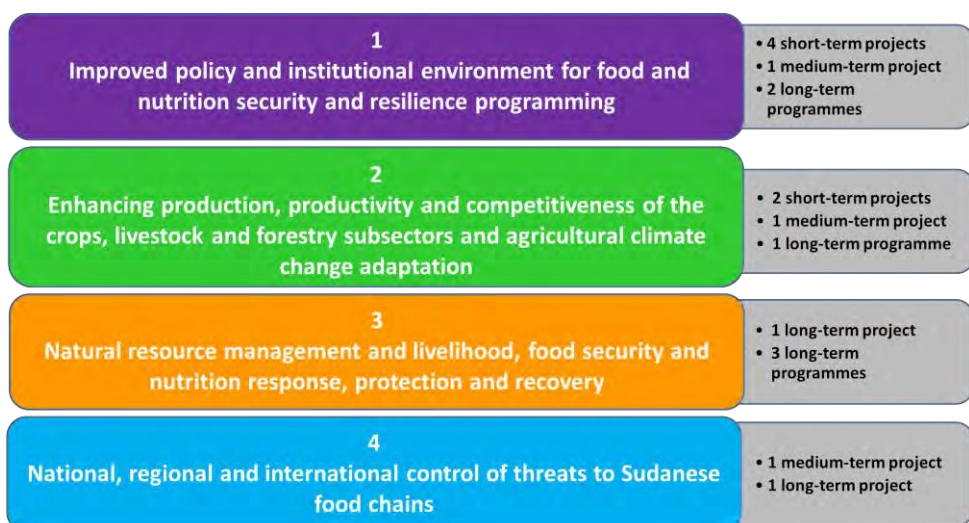 1
Improved policy and institutional environment for food and
nutrition security and resilience programming
• 4 short-term projects
• 1 medium-term project
• 2 long-term
programmes
2
Enhancing production, productivity and competitiveness of the
crops, livestock and forestry subsectors and agricultural climate
change adaptation
• 2 short-term projects
• 1 medium-term project
• 1 long-term programme
3
Natural resource management and livelihood, food security and
nutrition response, protection and recovery
• 1 long-term project
• 3 long-term
programmes
4
National, regional and international control of threats to Sudanese
food chains
• 1 medium-term project
• 1 long-term project